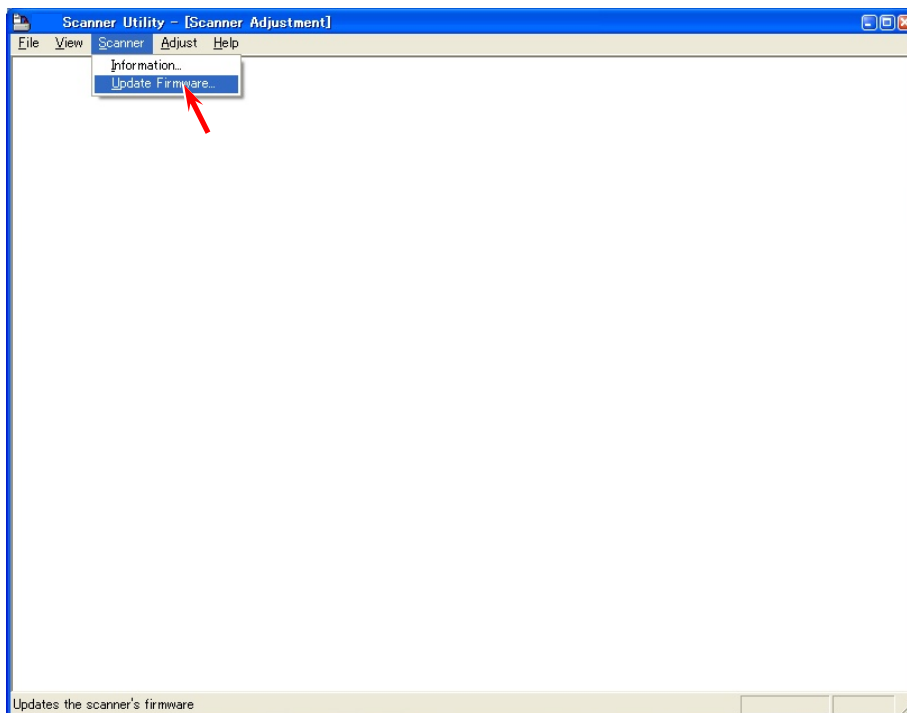 Scanner Utility - [Scanner Adjustment]
File View Scanner Adjust Help
Information...
Update Firmware...
Updates the scanner's firmware